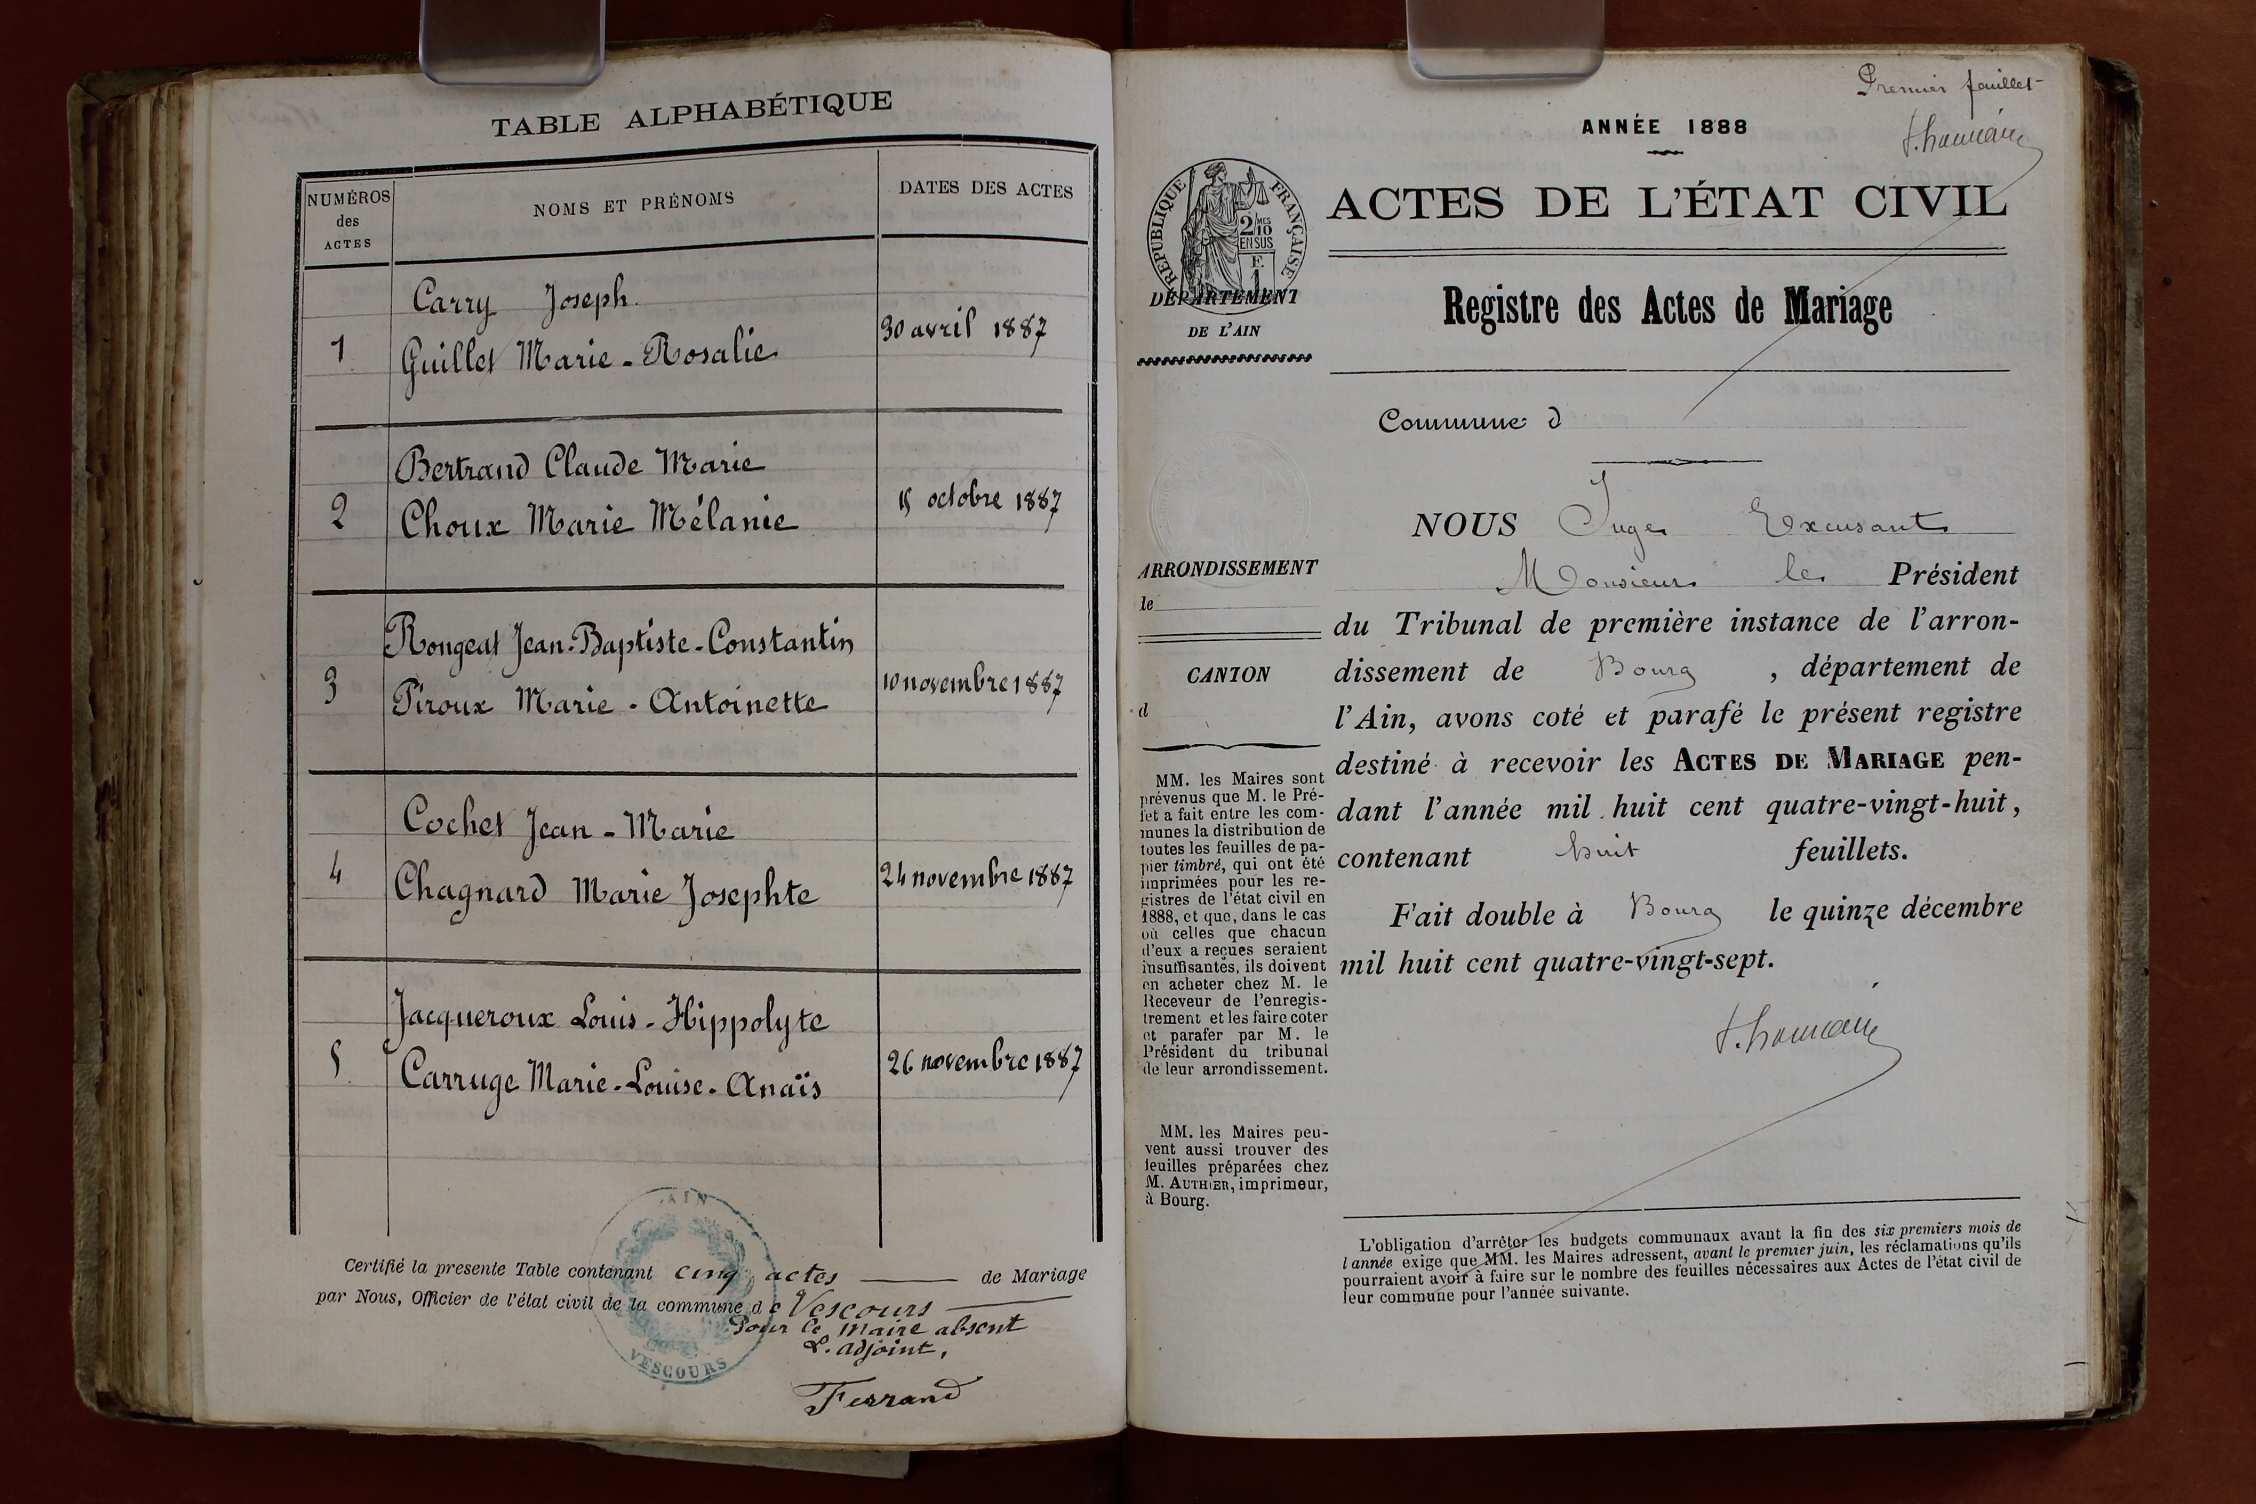 TABLE ALPHABÉTIQUE
NUMÉROS
des
ACTES
NOMS ET PRÉNOMS
DATES DES ACTES
Carry Joseph
1 Guillet Marie-Rosalie 30 avril 1887
Bertrand Claude Marie
2 Choux Marie Mélanie 15 octobre 1887
Rongeat Jean-Baptiste-Constantin
3 Piroux Marie-Antoinette 10 novembre 1887
Cochet Jean-Marie
4 Chagnard Marie Josephte 24 novembre 1887
Jacqueroux Louis-Hippolyte
5 Carruge Marie-Louise-Anaïs 26 novembre 1887
Certifié la presente Table contenant cinq actes de Mariage
par Nous, Officier de l'état civil de la commune de Vescours
Pour le maire absent
L. adjoint,
Ferrand
AIN
VESCOURS
Premier feuillet
ANNÉE 1888
RÉPUBLIQUE FRANÇAISE
2/MES
10
EN SUS
F.
1
ACTES DE L'ÉTAT CIVIL
DÉPARTEMENT
DE L'AIN
Registre des Actes de Mariage
Commune d
ARRONDISSEMENT
de
CANTON
d
MM. les Maires sont
prévenus que M. le Pré-
fet a fait entre les com-
munes la distribution de
toutes les feuilles de pa-
pier timbré, qui ont été
imprimées pour les re-
gistres de l'état civil en
1888, et que, dans le cas
où celles que chacun
d'eux a reçues seraient
insuffisantes, ils doivent
en acheter chez M. le
Receveur de l'enregis-
trement et les faire coter
et parafer par M. le
Président du tribunal
de leur arrondissement.
MM. les Maires peu-
vent aussi trouver des
feuilles préparées chez
M. AUTHIER, imprimeur,
à Bourg.
NOUS Juge Excusant
Monsieur le Président
du Tribunal de première instance de l'arron-
dissement de Bourg, département de
l'Ain, avons coté et parafé le présent registre
destiné à recevoir les ACTES DE MARIAGE pen-
dant l'année mil huit cent quatre-vingt-huit,
contenant huit feuillets.
Fait double à Bourg le quinze décembre
mil huit cent quatre-vingt-sept.
L'obligation d'arrêter les budgets communaux avant la fin des six premiers mois de
l'année exige que MM. les Maires adressent, avant le premier juin, les réclamations qu'ils
pourraient avoir à faire sur le nombre des feuilles nécessaires aux Actes de l'état civil de
leur commune pour l'année suivante.